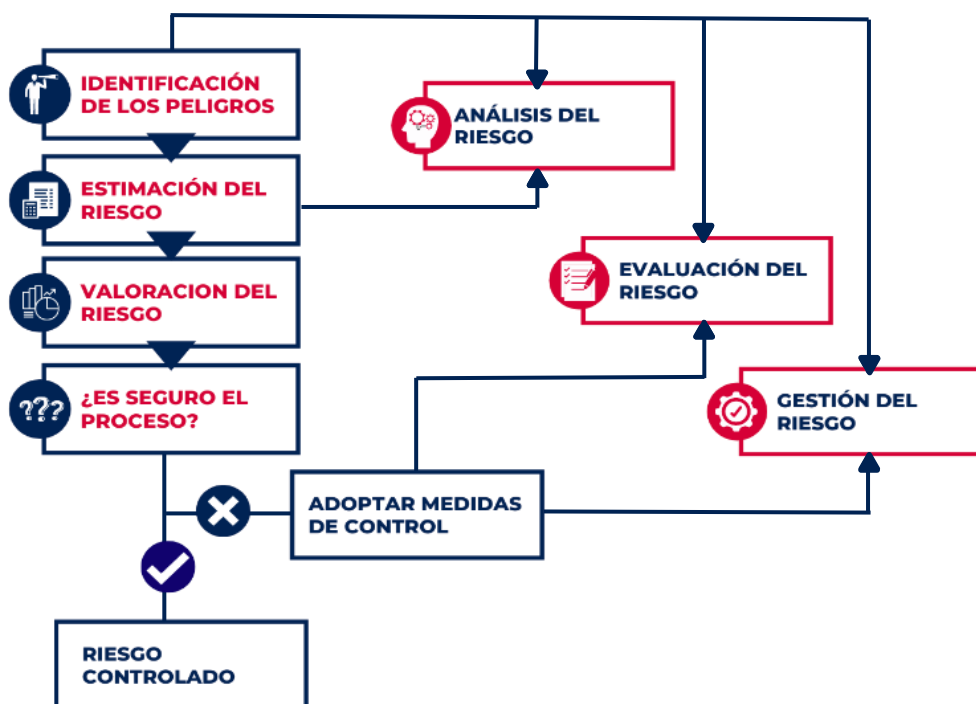 IDENTIFICACIÓN
DE LOS PELIGROS
ANÁLISIS DEL
RIESGO
ESTIMACIÓN DEL
RIESGO
EVALUACIÓN DEL
RIESGO
VALORACION DEL
RIESGO
¿ES SEGURO EL
PROCESO?
???
GESTIÓN DEL
RIESGO
ADOPTAR MEDIDAS
DE CONTROL
RIESGO
CONTROLADO